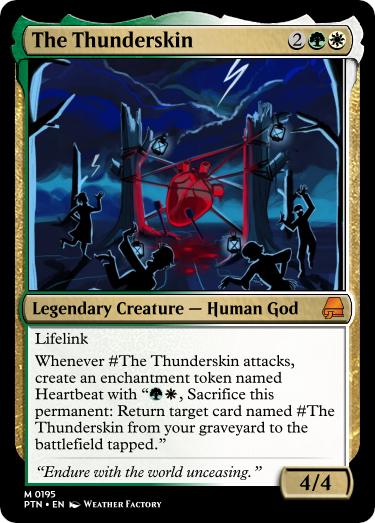 The Thunderskin 2
Legendary Creature — Human God
Lifelink
Whenever #The Thunderskin attacks,
create an enchantment token named
Heartbeat with “, Sacrifice this
permanent: Return target card named #The
Thunderskin from your graveyard to the
battlefield tapped.”
“Endure with the world unceasing.”
4/4
M 0195
PTN • EN Weather Factory